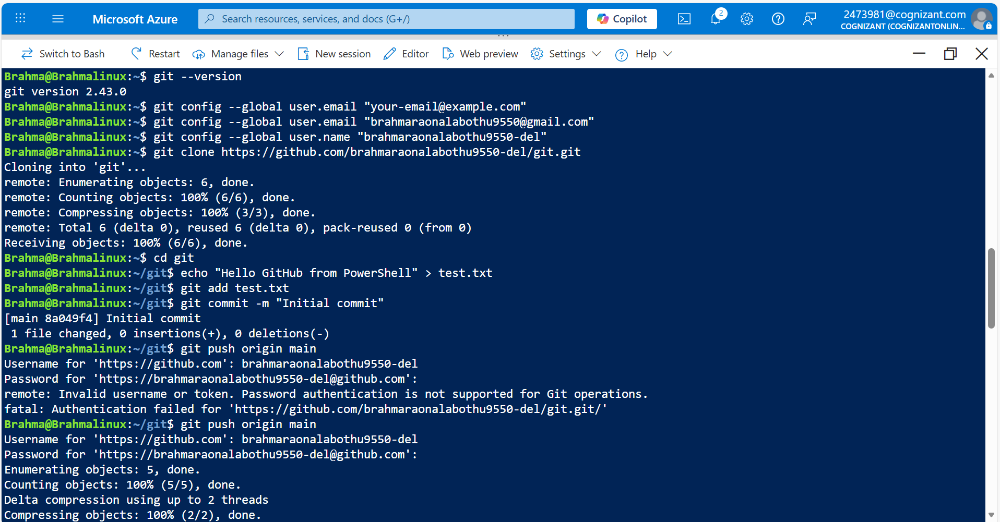 Microsoft Azure
Search resources, services, and docs (G+/)
Copilot
2
2473981@cognizant.com
COGNIZANT (COGNIZANTONLIN...
Switch to Bash
Restart
Manage files
New session
Editor
Web preview
Settings
Help
Brahma@Brahmalinux:~$ git --version
git version 2.43.0
Brahma@Brahmalinux:~$ git config --global user.email "your-email@example.com"
Brahma@Brahmalinux:~$ git config --global user.email "brahmaraonalabothu9550@gmail.com"
Brahma@Brahmalinux:~$ git config --global user.name "brahmaraonalabothu9550-del"
Brahma@Brahmalinux:~$ git clone https://github.com/brahmaraonalabothu9550-del/git.git
Cloning into 'git'...
remote: Enumerating objects: 6, done.
remote: Counting objects: 100% (6/6), done.
remote: Compressing objects: 100% (3/3), done.
remote: Total 6 (delta 0), reused 6 (delta 0), pack-reused 0 (from 0)
Receiving objects: 100% (6/6), done.
Brahma@Brahmalinux:~$ cd git
Brahma@Brahmalinux:~/git$ echo "Hello GitHub from PowerShell" > test.txt
Brahma@Brahmalinux:~/git$ git add test.txt
Brahma@Brahmalinux:~/git$ git commit -m "Initial commit"
[main 8a049f4] Initial commit
 1 file changed, 0 insertions(+), 0 deletions(-)
Brahma@Brahmalinux:~/git$ git push origin main
Username for 'https://github.com': brahmaraonalabothu9550-del
Password for 'https://brahmaraonalabothu9550-del@github.com':
remote: Invalid username or token. Password authentication is not supported for Git operations.
fatal: Authentication failed for 'https://github.com/brahmaraonalabothu9550-del/git.git/'
Brahma@Brahmalinux:~/git$ git push origin main
Username for 'https://github.com': brahmaraonalabothu9550-del
Password for 'https://brahmaraonalabothu9550-del@github.com':
Enumerating objects: 5, done.
Counting objects: 100% (5/5), done.
Delta compression using up to 2 threads
Compressing objects: 100% (2/2), done.